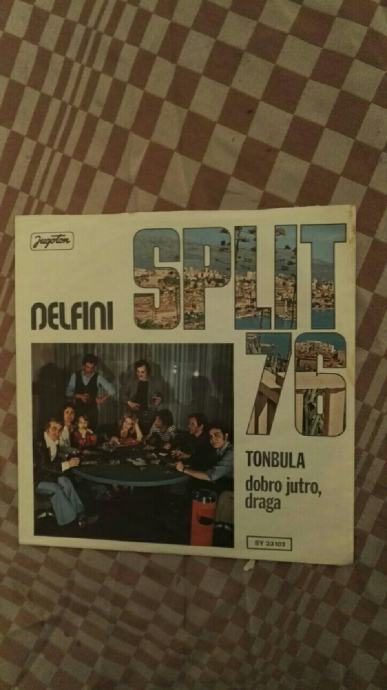 Jugoton
SPLIT
DELFINI
76
TONBULA
dobro jutro,
draga
SY 23103